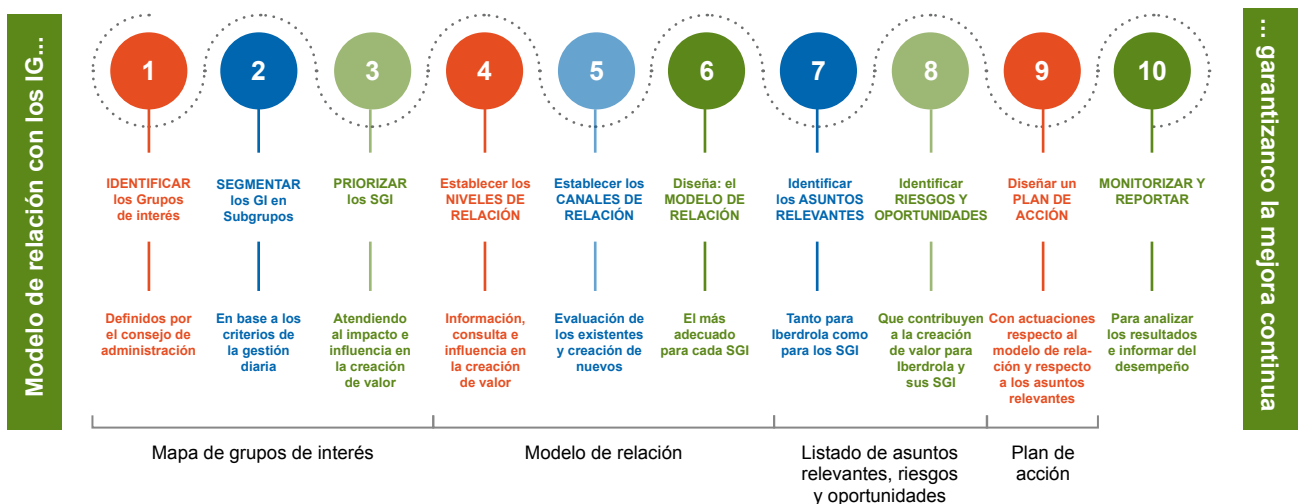 Modelo de relación con los IG...
1
2
3
4
5
6
7
8
9
10
IDENTIFICAR
los Grupos
de interés
SEGMENTAR
los GI en
Subgrupos
PRIORIZAR
los SGI
Establecer los
NIVELES DE
RELACIÓN
Establecer los
CANALES DE
RELACIÓN
Diseña: el
MODELO DE
RELACIÓN
Identificar
los ASUNTOS
RELEVANTES
Identificar
RIESGOS Y
OPORTUNIDADES
Diseñar un
PLAN DE
ACCIÓN
MONITORIZAR Y
REPORTAR
Definidos por
el consejo de
administración
En base a los
criterios de
la gestión
diaria
Atendiendo
al impacto e
influencia en
la creación
de valor
Información,
consulta e
influencia en
la creación
de valor
Evaluación de
los existentes
y creación de
nuevos
El más
adecuado
para cada SGI
Tanto para
Iberdrola como
para los SGI
Que contribuyen
a la creación
de valor para
Iberdrola y
sus SGI
Con actuaciones
respecto al
modelo de rela-
ción y respecto
a los asuntos
relevantes
Para analizar
los resultados
e informar del
desempeño
Mapa de grupos de interés
Modelo de relación
Listado de asuntos
relevantes, riesgos
y oportunidades
Plan de
acción
... garantizanco la mejora continua